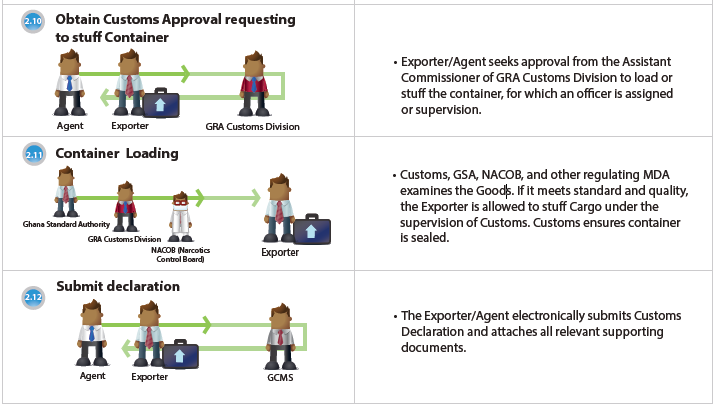 2.10
Obtain Customs Approval requesting
to stuff Container
Agent
Exporter
GRA Customs Division
• Exporter/Agent seeks approval from the Assistant
Commissioner of GRA Customs Division to load or
stuff the container, for which an officer is assigned
or supervision.
2.11
Container Loading
Ghana Standard Authority
GRA Customs Division
NACOB (Narcotics
Control Board)
Exporter
• Customs, GSA, NACOB, and other regulating MDA
examines the Goods. If it meets standard and quality,
the Exporter is allowed to stuff Cargo under the
supervision of Customs. Customs ensures container
is sealed.
2.12
Submit declaration
Agent
Exporter
GCMS
• The Exporter/Agent electronically submits Customs
Declaration and attaches all relevant supporting
documents.